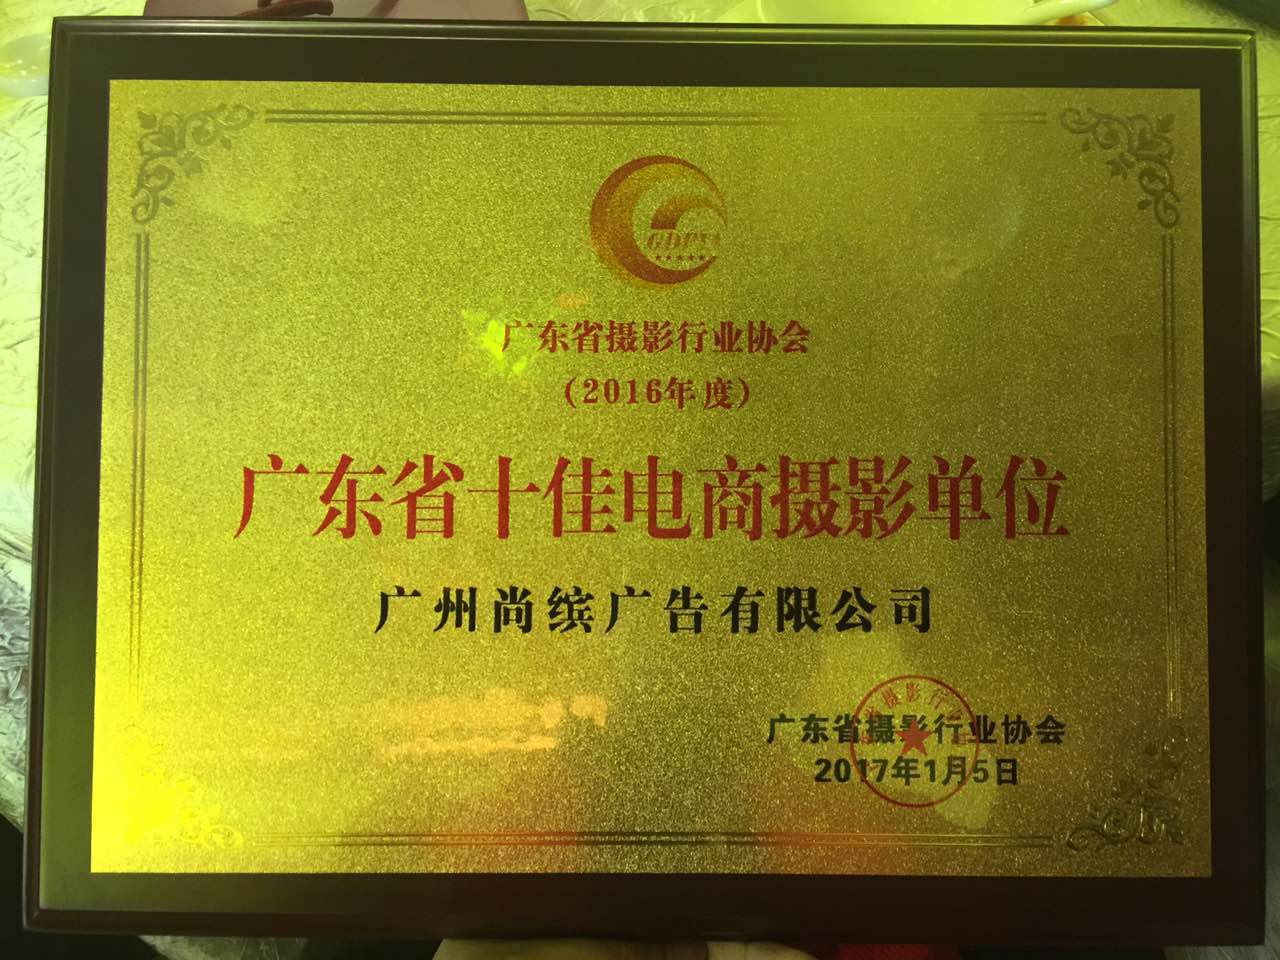 广东省摄影行业协会
(2016年度)
广东省十佳电商摄影单位
广州尚缤广告有限公司
广东省摄影行业协会
2017年1月5日